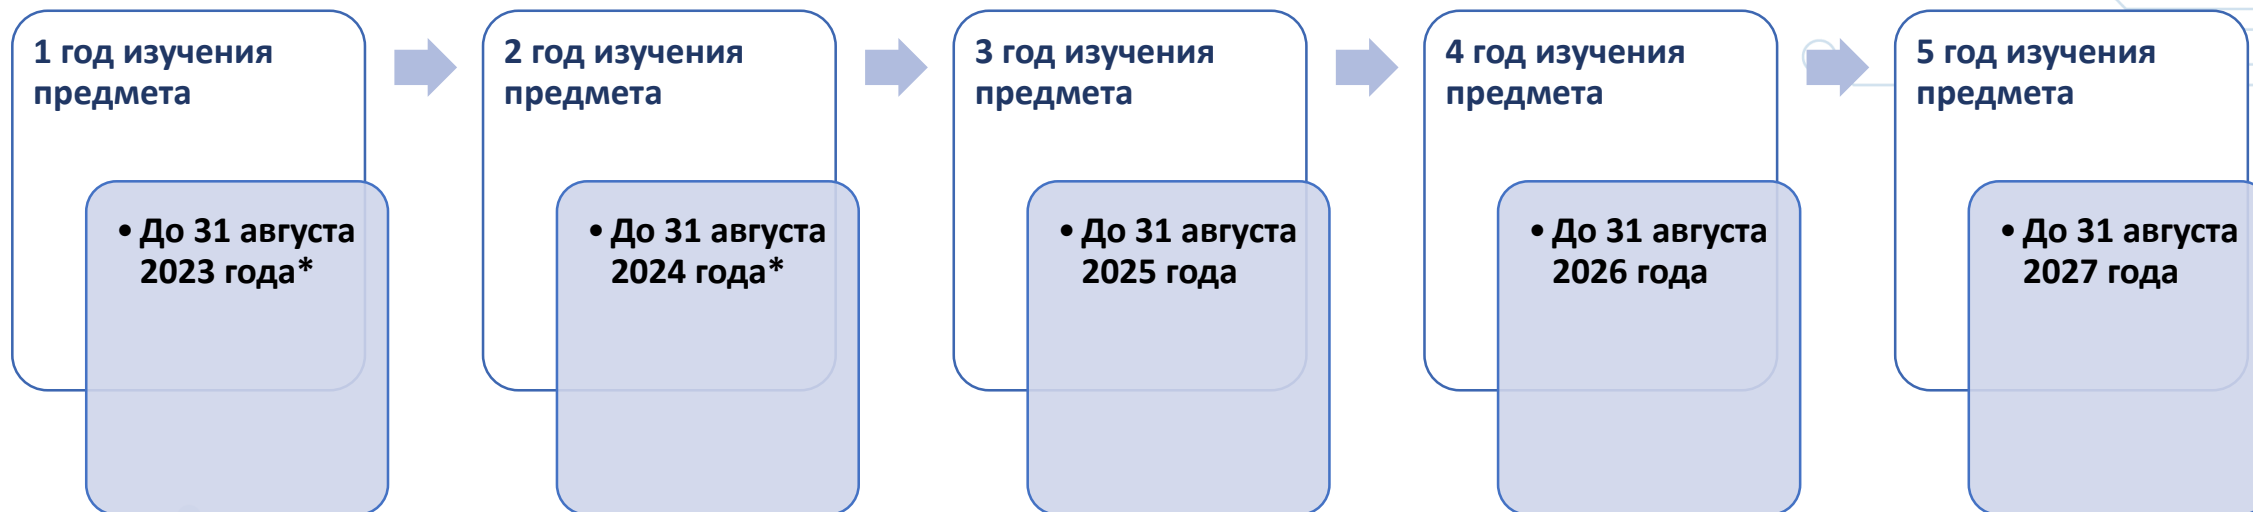 1 год изучения
предмета
• До 31 августа
2023 года*
2 год изучения
предмета
• До 31 августа
2024 года*
3 год изучения
предмета
• До 31 августа
2025 года
4 год изучения
предмета
• До 31 августа
2026 года
5 год изучения
предмета
• До 31 августа
2027 года